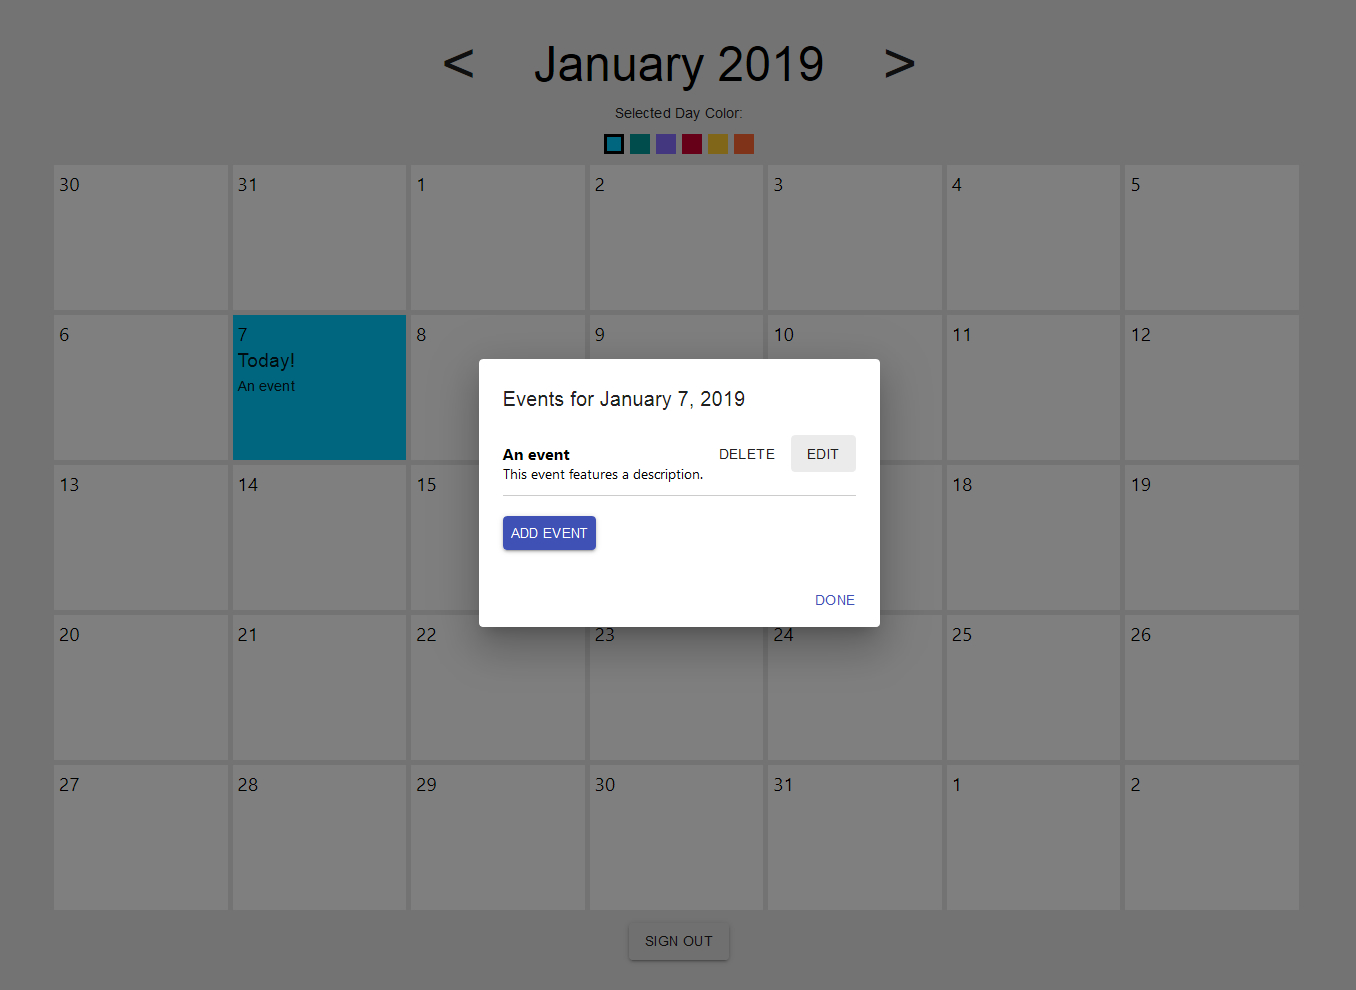 < January 2019 >
Selected Day Color:
30 31 1 2 3 4 5
6 7 8 9 10 11 12
Today!
An event
Events for January 7, 2019
An event DELETE EDIT
This event features a description.
13 14 15 18 19
ADD EVENT
DONE
20 21 22 23 24 25 26
27 28 29 30 31 1 2
SIGN OUT